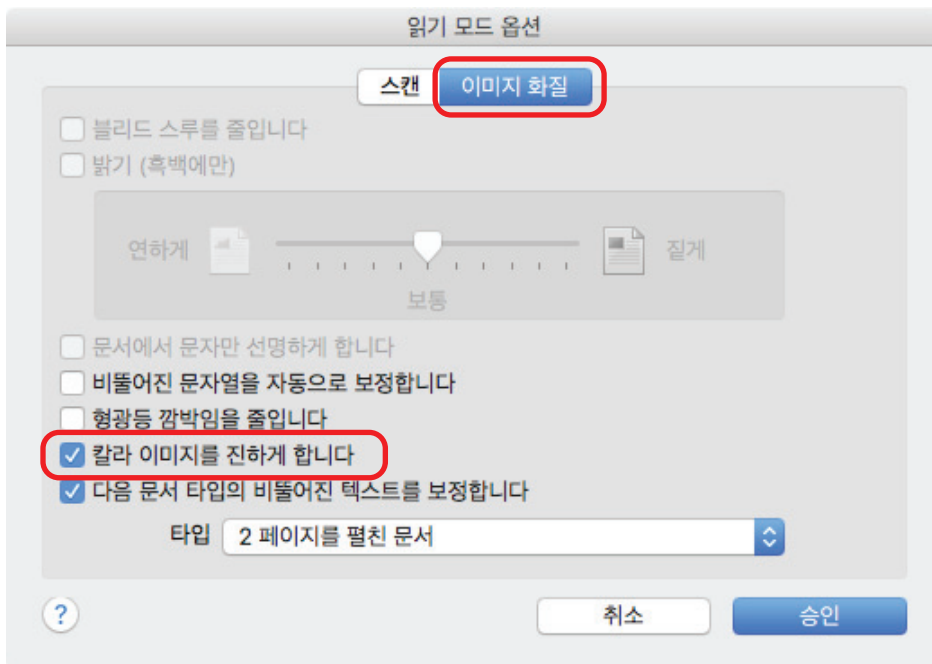 읽기 모드 옵션
스캔 이미지 화질
블리드 스루를 줄입니다
밝기 (흑백에만)
연하게 짙게
보통
문서에서 문자만 선명하게 합니다
비뚤어진 문자열을 자동으로 보정합니다
형광등 깜박임을 줄입니다
칼라 이미지를 진하게 합니다
다음 문서 타입의 비뚤어진 텍스트를 보정합니다
타입 2 페이지를 펼친 문서
? 취소 승인